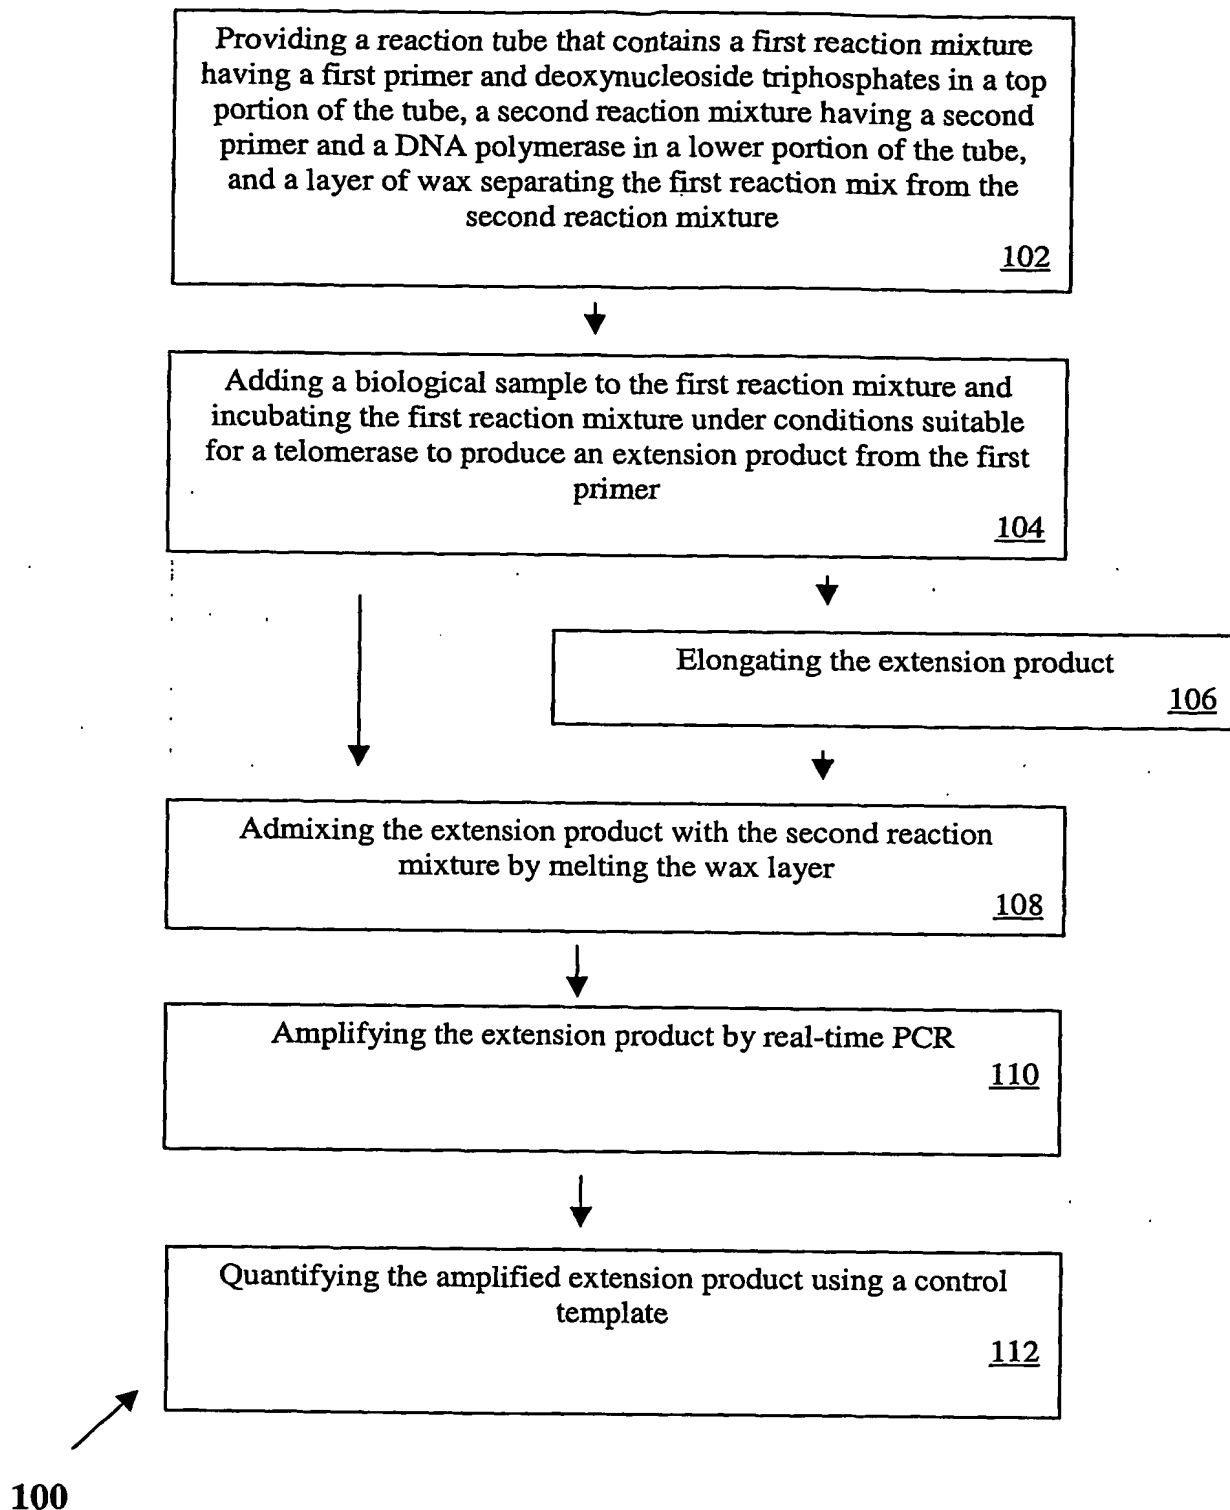 Providing a reaction tube that contains a first reaction mixture
having a first primer and deoxynucleoside triphosphates in a top
portion of the tube, a second reaction mixture having a second
primer and a DNA polymerase in a lower portion of the tube,
and a layer of wax separating the first reaction mix from the
second reaction mixture
102
Adding a biological sample to the first reaction mixture and
incubating the first reaction mixture under conditions suitable
for a telomerase to produce an extension product from the first
primer
104
Elongating the extension product
106
Admixing the extension product with the second reaction
mixture by melting the wax layer
108
Amplifying the extension product by real-time PCR
110
Quantifying the amplified extension product using a control
template
112
100